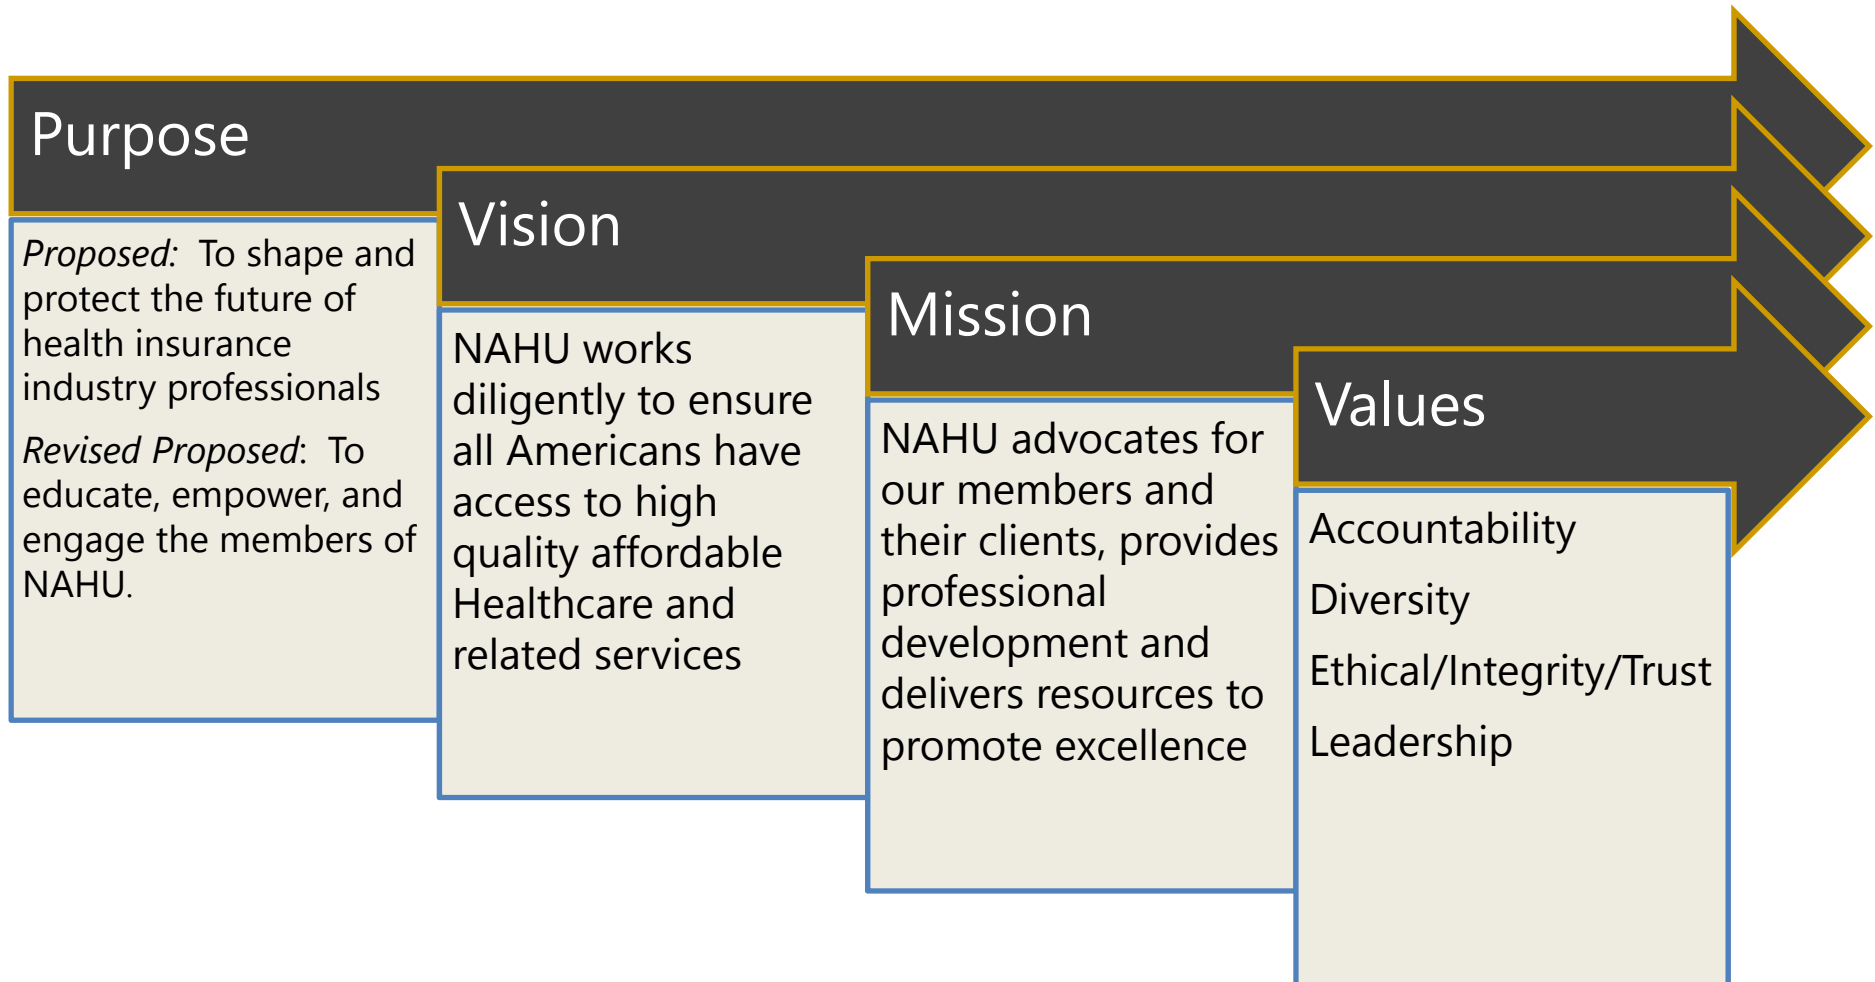 Purpose
Proposed:  To shape and
protect the future of
health insurance
industry professionals
Revised Proposed:  To
educate, empower, and
engage the members of
NAHU.
Vision
NAHU works
diligently to ensure
all Americans have
access to high
quality affordable
Healthcare and
related services
Mission
NAHU advocates for
our members and
their clients, provides
professional
development and
delivers resources to
promote excellence
Values
Accountability
Diversity
Ethical/Integrity/Trust
Leadership